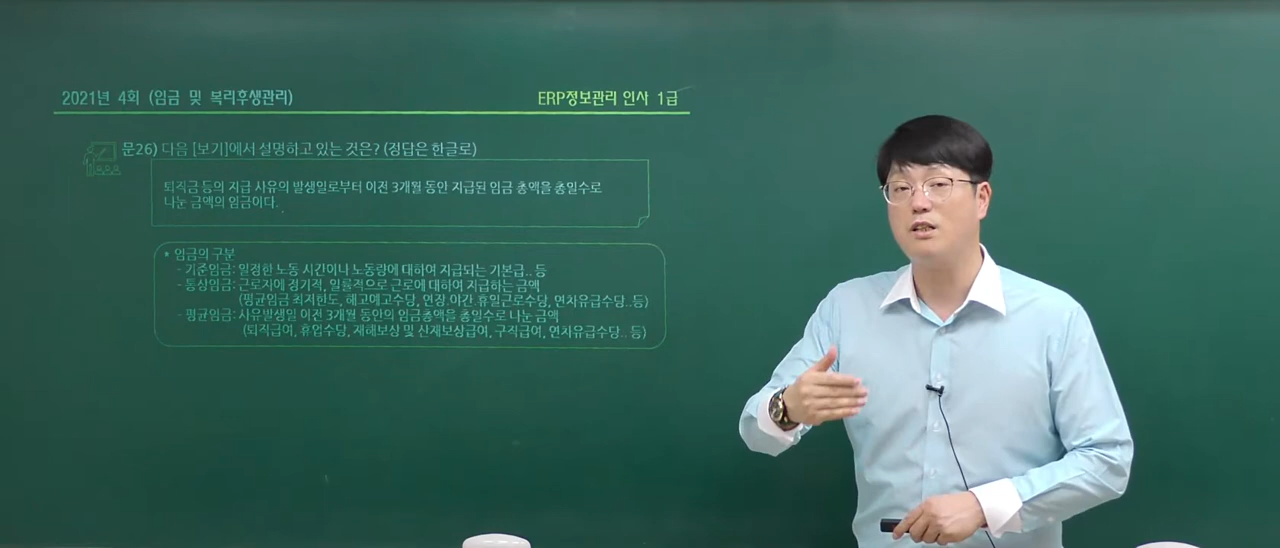 2021년 4회 (임금 및 복리후생관리)
ERP정보관리 인사 1급
문26) 다음 [보기]에서 설명하고 있는 것은? (정답은 한글로)
퇴직금 등의 지급 사유의 발생일로부터 이전 3개월 동안 지급된 임금 총액을 총일수로
나눈 금액의 임금이다.
• 임금의 구분
- 기준임금: 일정한 노동 시간이나 노동량에 대하여 지급되는 기본급.. 등
- 통상임금: 근로자에 정기적, 일률적으로 근로에 대하여 지급하는 금액
(평균임금 최저한도, 해고예고수당, 연장 야간 휴일근로수당, 연차유급수당..등)
- 평균임금: 사유발생일 이전 3개월 동안의 임금총액을 총일수로 나눈 금액
(퇴직급여, 휴업수당, 재해보상 및 산재보상급여, 구직급여, 연차유급수당.. 등)